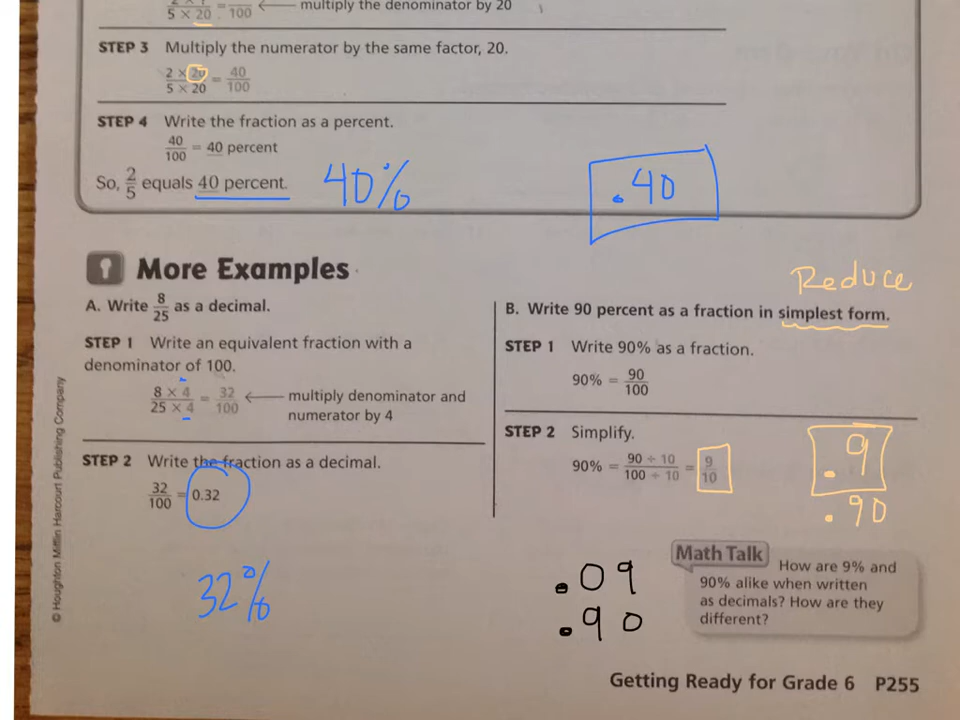 5 × 20 = 100 ← multiply the denominator by 20
STEP 3 Multiply the numerator by the same factor, 20.
2 × 20 / 5 × 20 = 40/100
STEP 4 Write the fraction as a percent.
40/100 = 40 percent
So, 2/5 equals 40 percent. 40% .40
More Examples
A. Write 8/25 as a decimal.
STEP 1 Write an equivalent fraction with a
denominator of 100.
8 × 4 / 25 × 4 = 32/100 ← multiply denominator and
numerator by 4
STEP 2 Write the fraction as a decimal.
32/100 = 0.32
32%
Reduce
B. Write 90 percent as a fraction in simplest form.
STEP 1 Write 90% as a fraction.
90% = 90/100
STEP 2 Simplify.
90% = 90 ÷ 10 / 100 ÷ 10 = 9/10
.9
.90
.09
.90
Math Talk
How are 9% and
90% alike when written
as decimals? How are they
different?
© Houghton Mifflin Harcourt Publishing Company
Getting Ready for Grade 6 P255